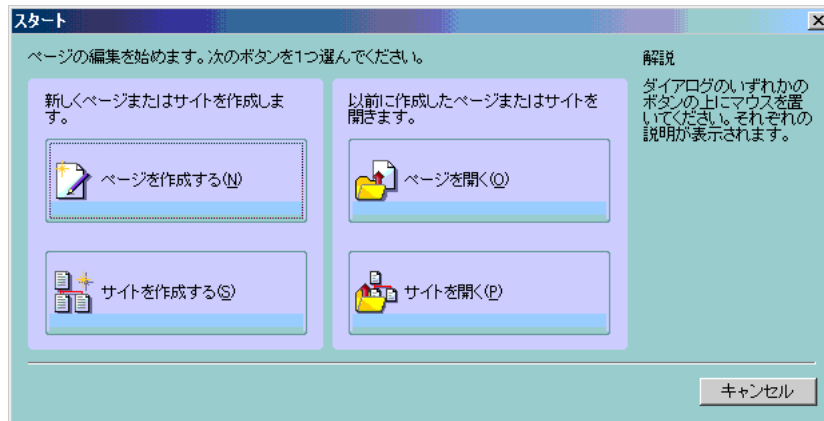 スタート
ページの編集を始めます。次のボタンを1つ選んでください。
新しくページまたはサイトを作成しま
す。
ページを作成する(N)
サイトを作成する(S)
以前に作成したページまたはサイトを
開きます。
ページを開く(O)
サイトを開く(P)
解説
ダイアログのいずれかの
ボタンの上にマウスを置
いてください。それぞれの
説明が表示されます。
キャンセル